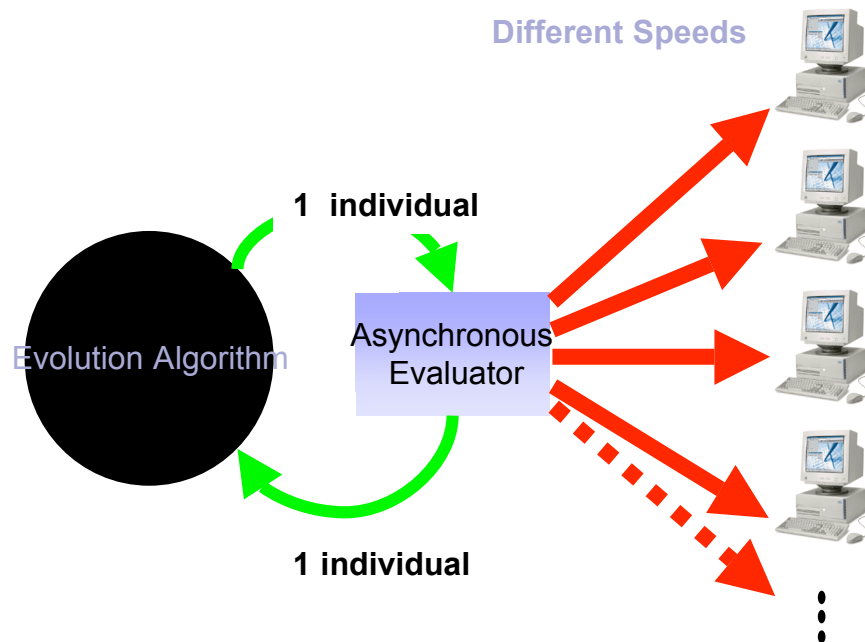 Different Speeds
1 individual
Evolution Algorithm
Asynchronous
Evaluator
1 individual